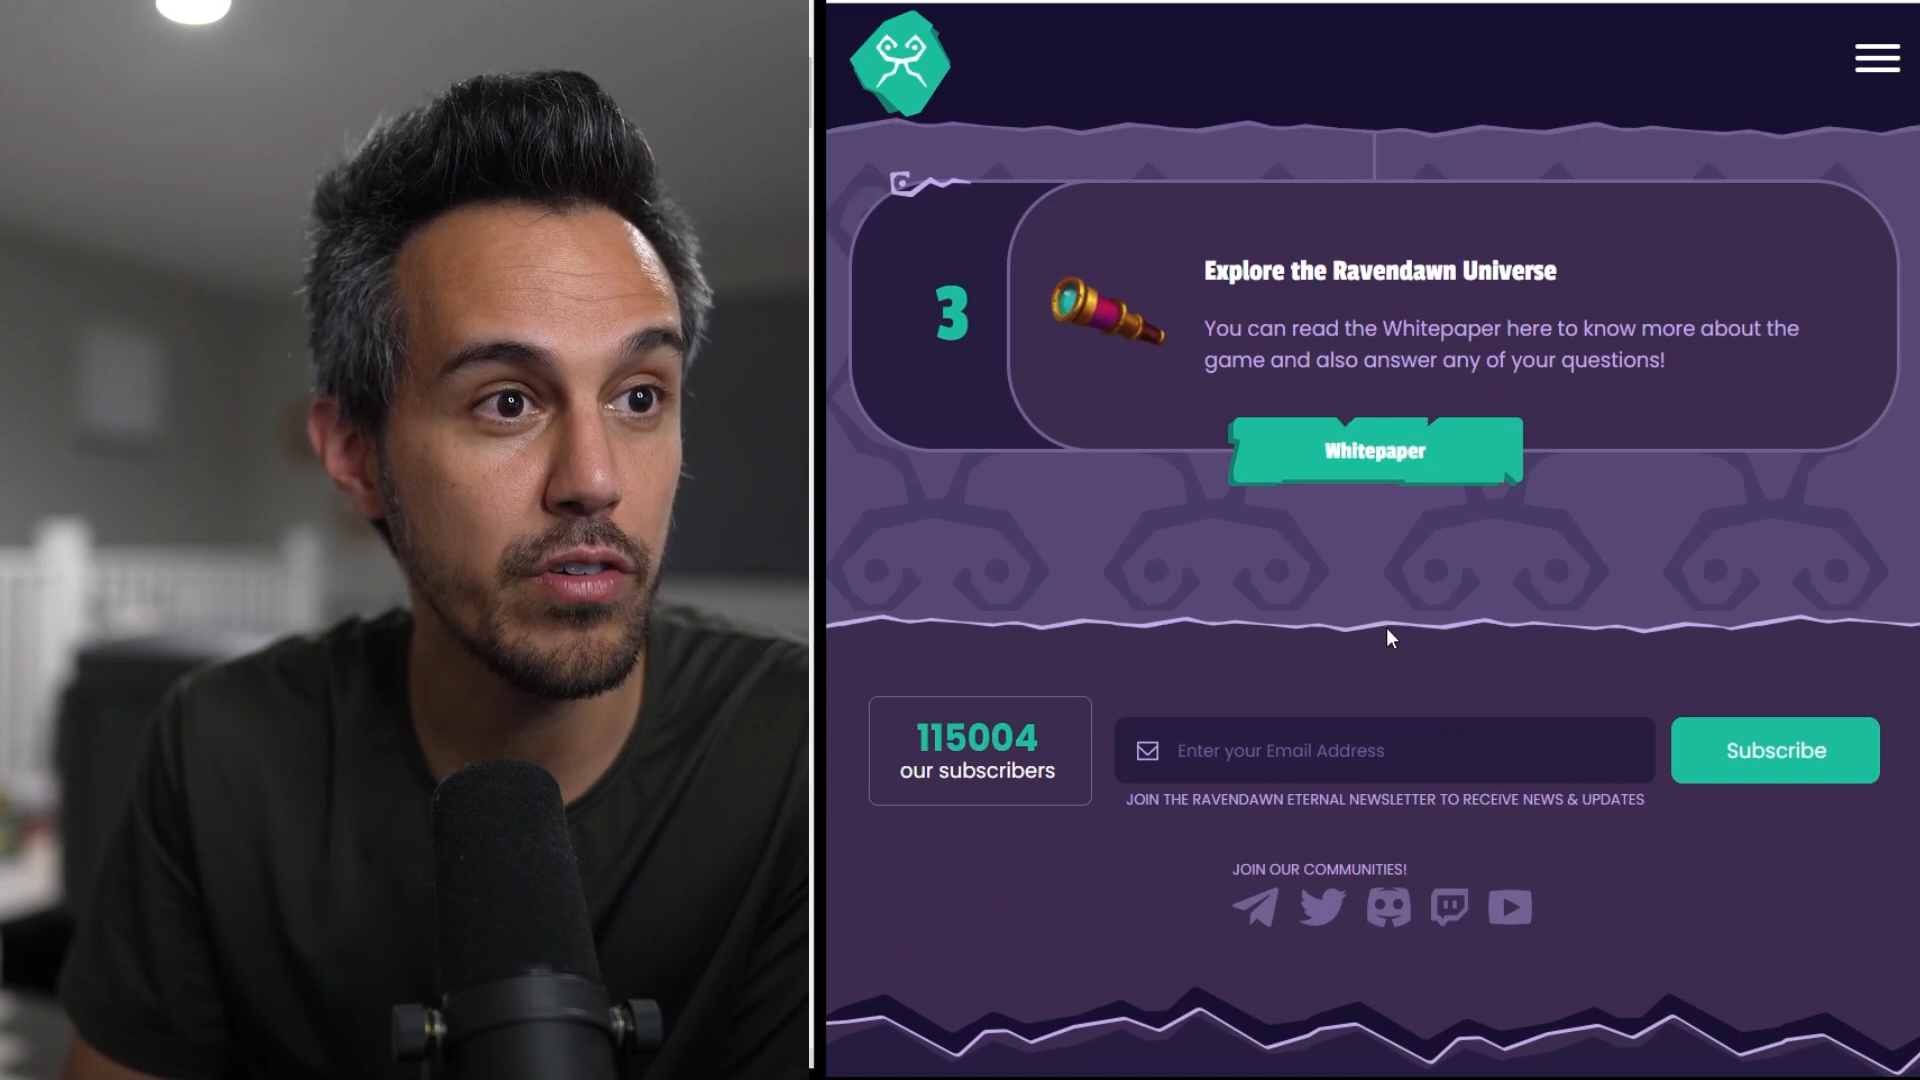 3
Explore the Ravendawn Universe
You can read the Whitepaper here to know more about the
game and also answer any of your questions!
Whitepaper
115004
our subscribers
Enter your Email Address
Subscribe
JOIN THE RAVENDAWN ETERNAL NEWSLETTER TO RECEIVE NEWS & UPDATES
JOIN OUR COMMUNITIES!